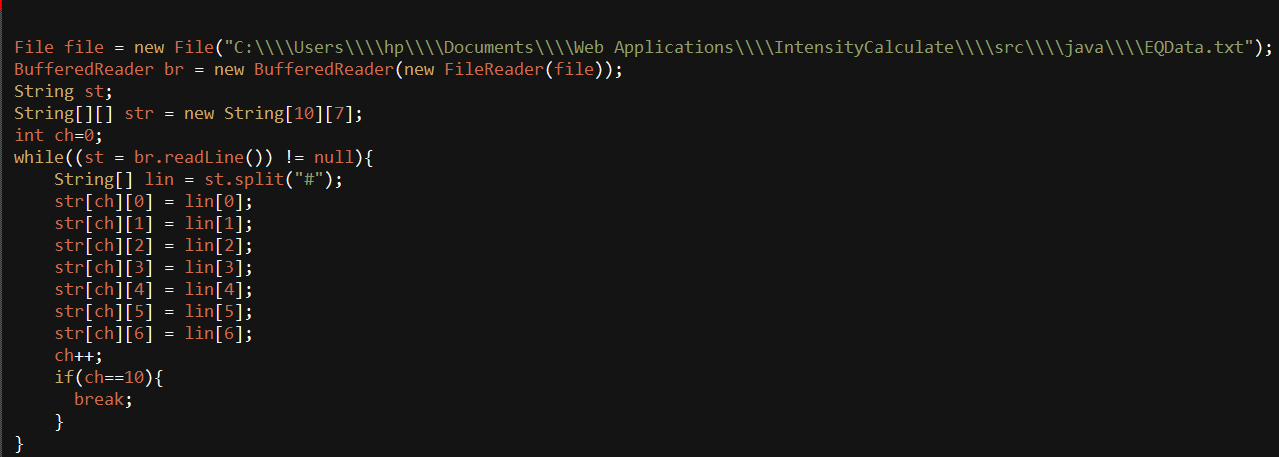 File file = new File("C:\\\\Users\\\\hp\\\\Documents\\\\Web Applications\\\\IntensityCalculate\\\\src\\\\java\\\\EQData.txt");
BufferedReader br = new BufferedReader(new FileReader(file));
String st;
String[][] str = new String[10][7];
int ch=0;
while((st = br.readLine()) != null){
    String[] lin = st.split("#");
    str[ch][0] = lin[0];
    str[ch][1] = lin[1];
    str[ch][2] = lin[2];
    str[ch][3] = lin[3];
    str[ch][4] = lin[4];
    str[ch][5] = lin[5];
    str[ch][6] = lin[6];
    ch++;
    if(ch==10){
      break;
    }
}